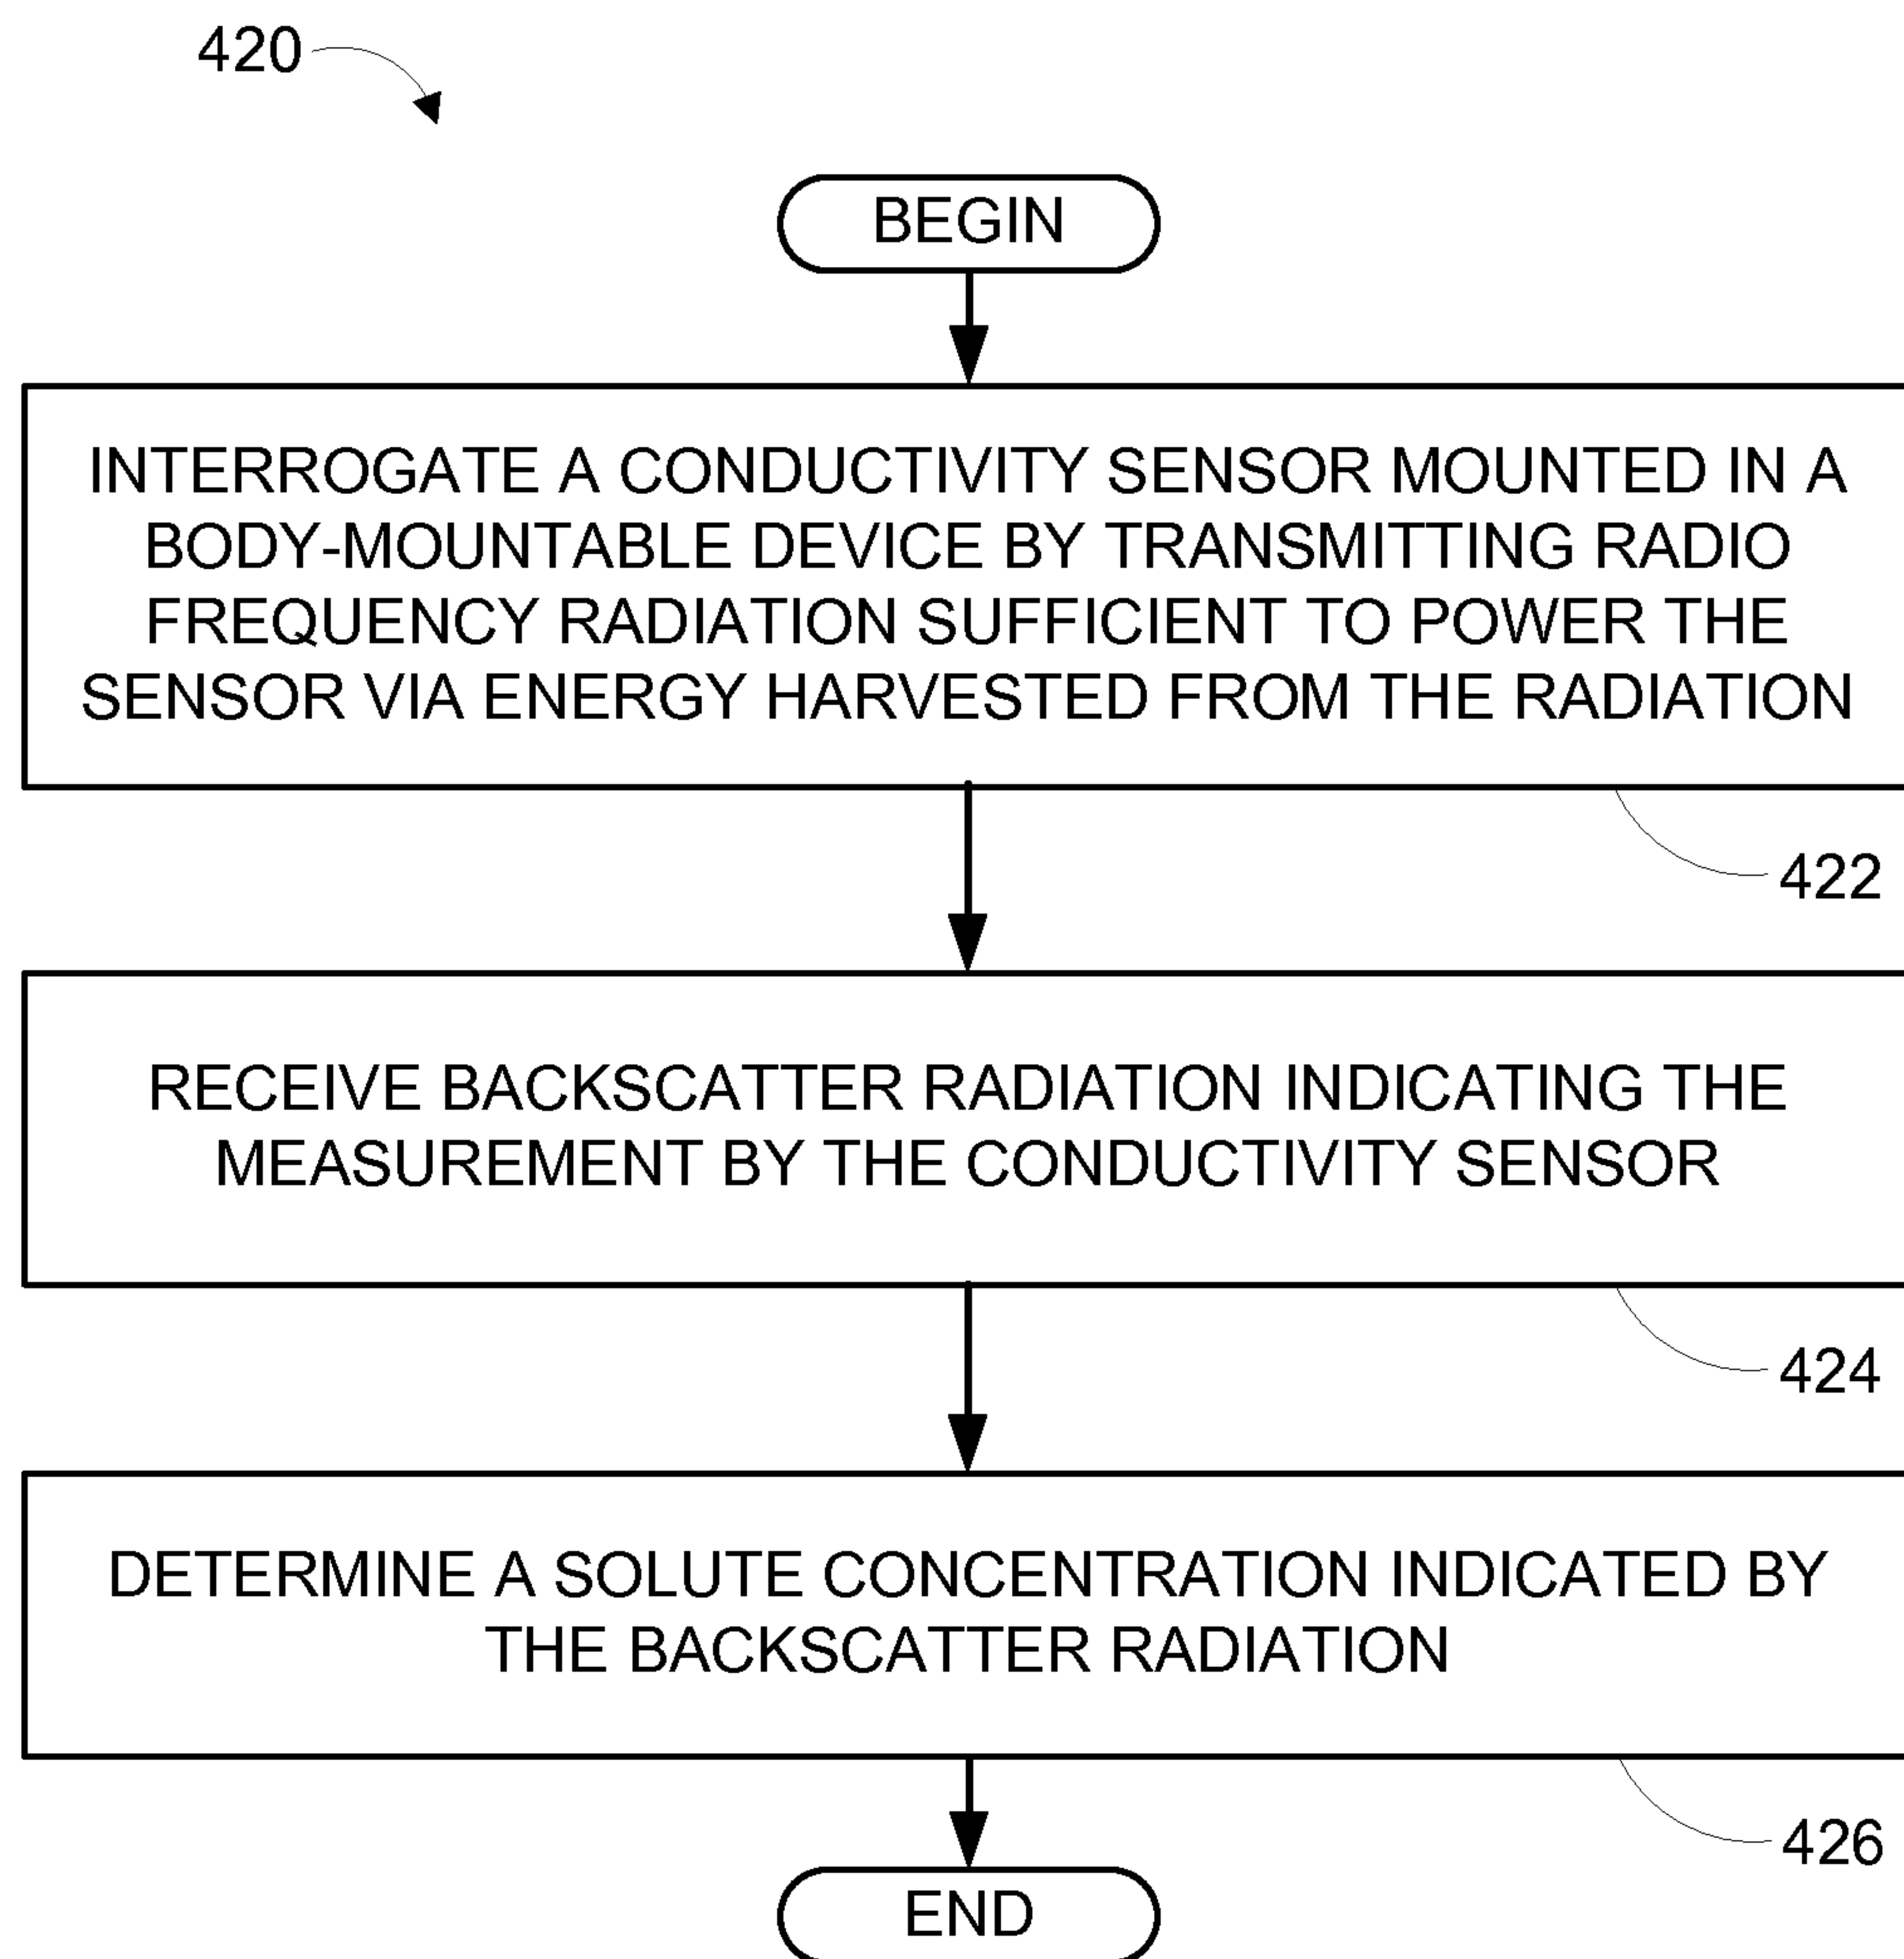 420
BEGIN
INTERROGATE A CONDUCTIVITY SENSOR MOUNTED IN A
BODY-MOUNTABLE DEVICE BY TRANSMITTING RADIO
FREQUENCY RADIATION SUFFICIENT TO POWER THE
SENSOR VIA ENERGY HARVESTED FROM THE RADIATION
422
RECEIVE BACKSCATTER RADIATION INDICATING THE
MEASUREMENT BY THE CONDUCTIVITY SENSOR
424
DETERMINE A SOLUTE CONCENTRATION INDICATED BY
THE BACKSCATTER RADIATION
426
END